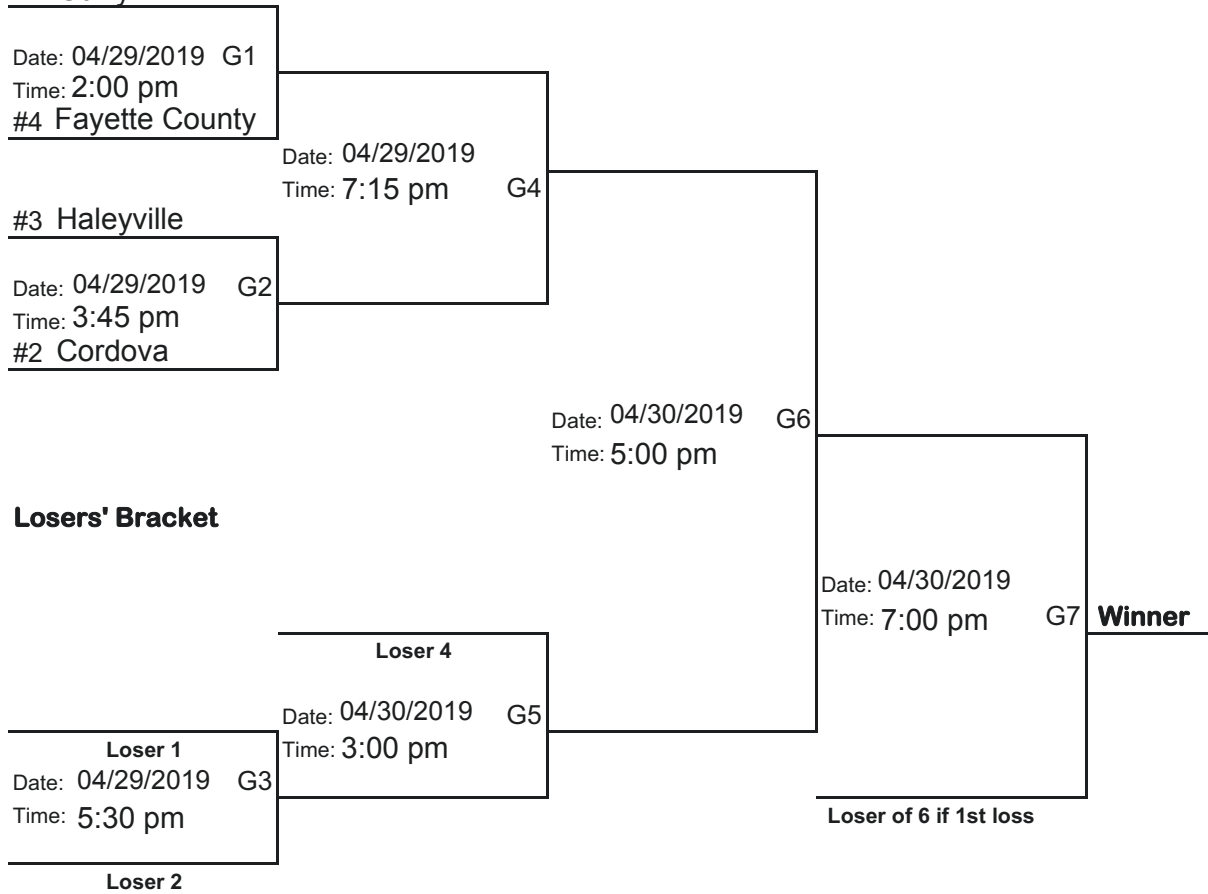 Date: 04/29/2019 G1
Time: 2:00 pm
#4 Fayette County
Date: 04/29/2019
Time: 7:15 pm G4
#3 Haleyville
Date: 04/29/2019 G2
Time: 3:45 pm
#2 Cordova
Date: 04/30/2019 G6
Time: 5:00 pm
Losers' Bracket
Date: 04/30/2019
Time: 7:00 pm G7 Winner
Loser 4
Date: 04/30/2019 G5
Time: 3:00 pm
Loser 1
Date: 04/29/2019 G3
Time: 5:30 pm
Loser of 6 if 1st loss
Loser 2